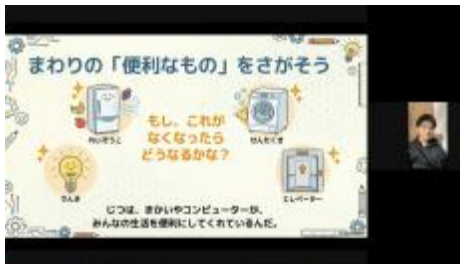 まわりの「便利なもの」をさがそう
れいぞうこ
もし、これが
なくなったら
どうなるかな？
せんたくき
でんき
エレベーター
じつは、きかいやコンピューターが、
みんなの生活を便利にしてくれているんだ。